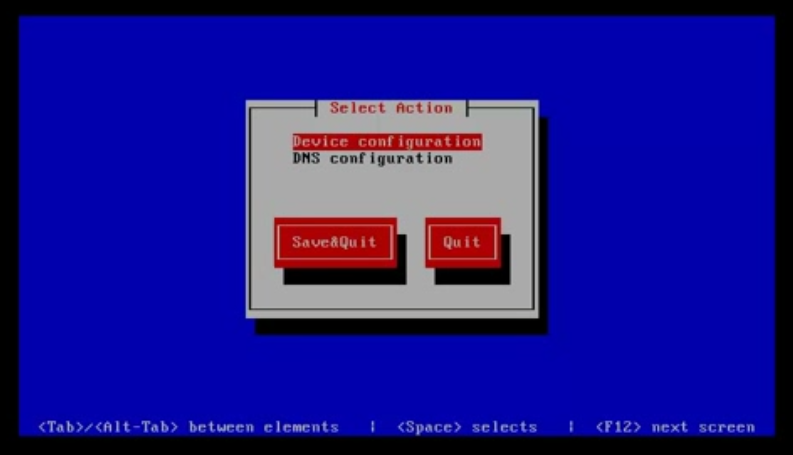 Select Action
Device configuration
DNS configuration
Save&Quit Quit
<Tab>/<Alt-Tab> between elements | <Space> selects | <F12> next screen